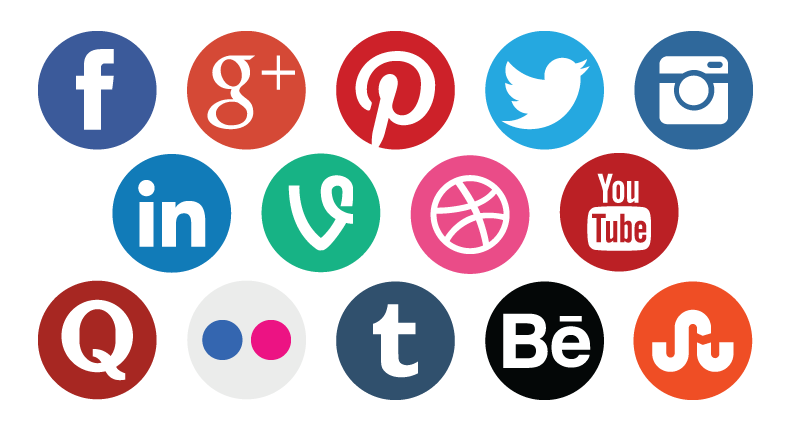 f g+ P
in V You
Tube
Q t Bē